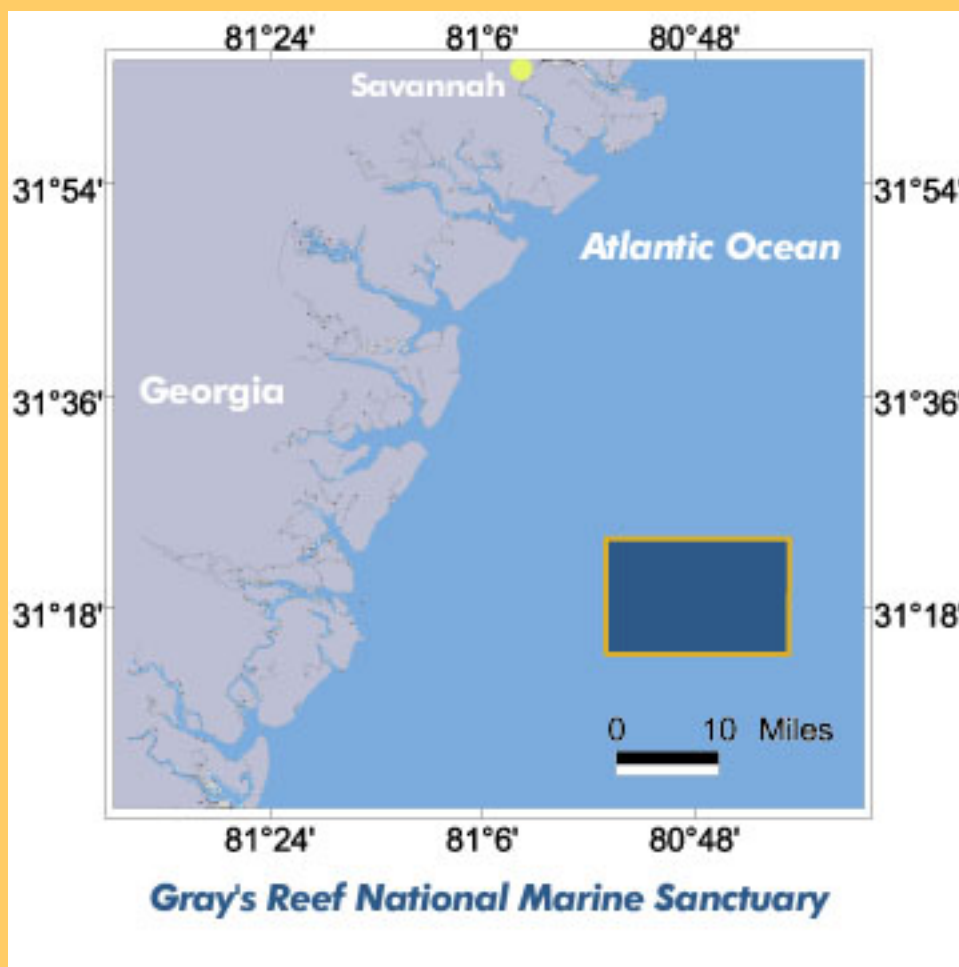 81°24' 81°6' 80°48'
Savannah
31°54' 31°54'
Atlantic Ocean
Georgia
31°36' 31°36'
31°18' 31°18'
0 10 Miles
81°24' 81°6' 80°48'
Gray's Reef National Marine Sanctuary